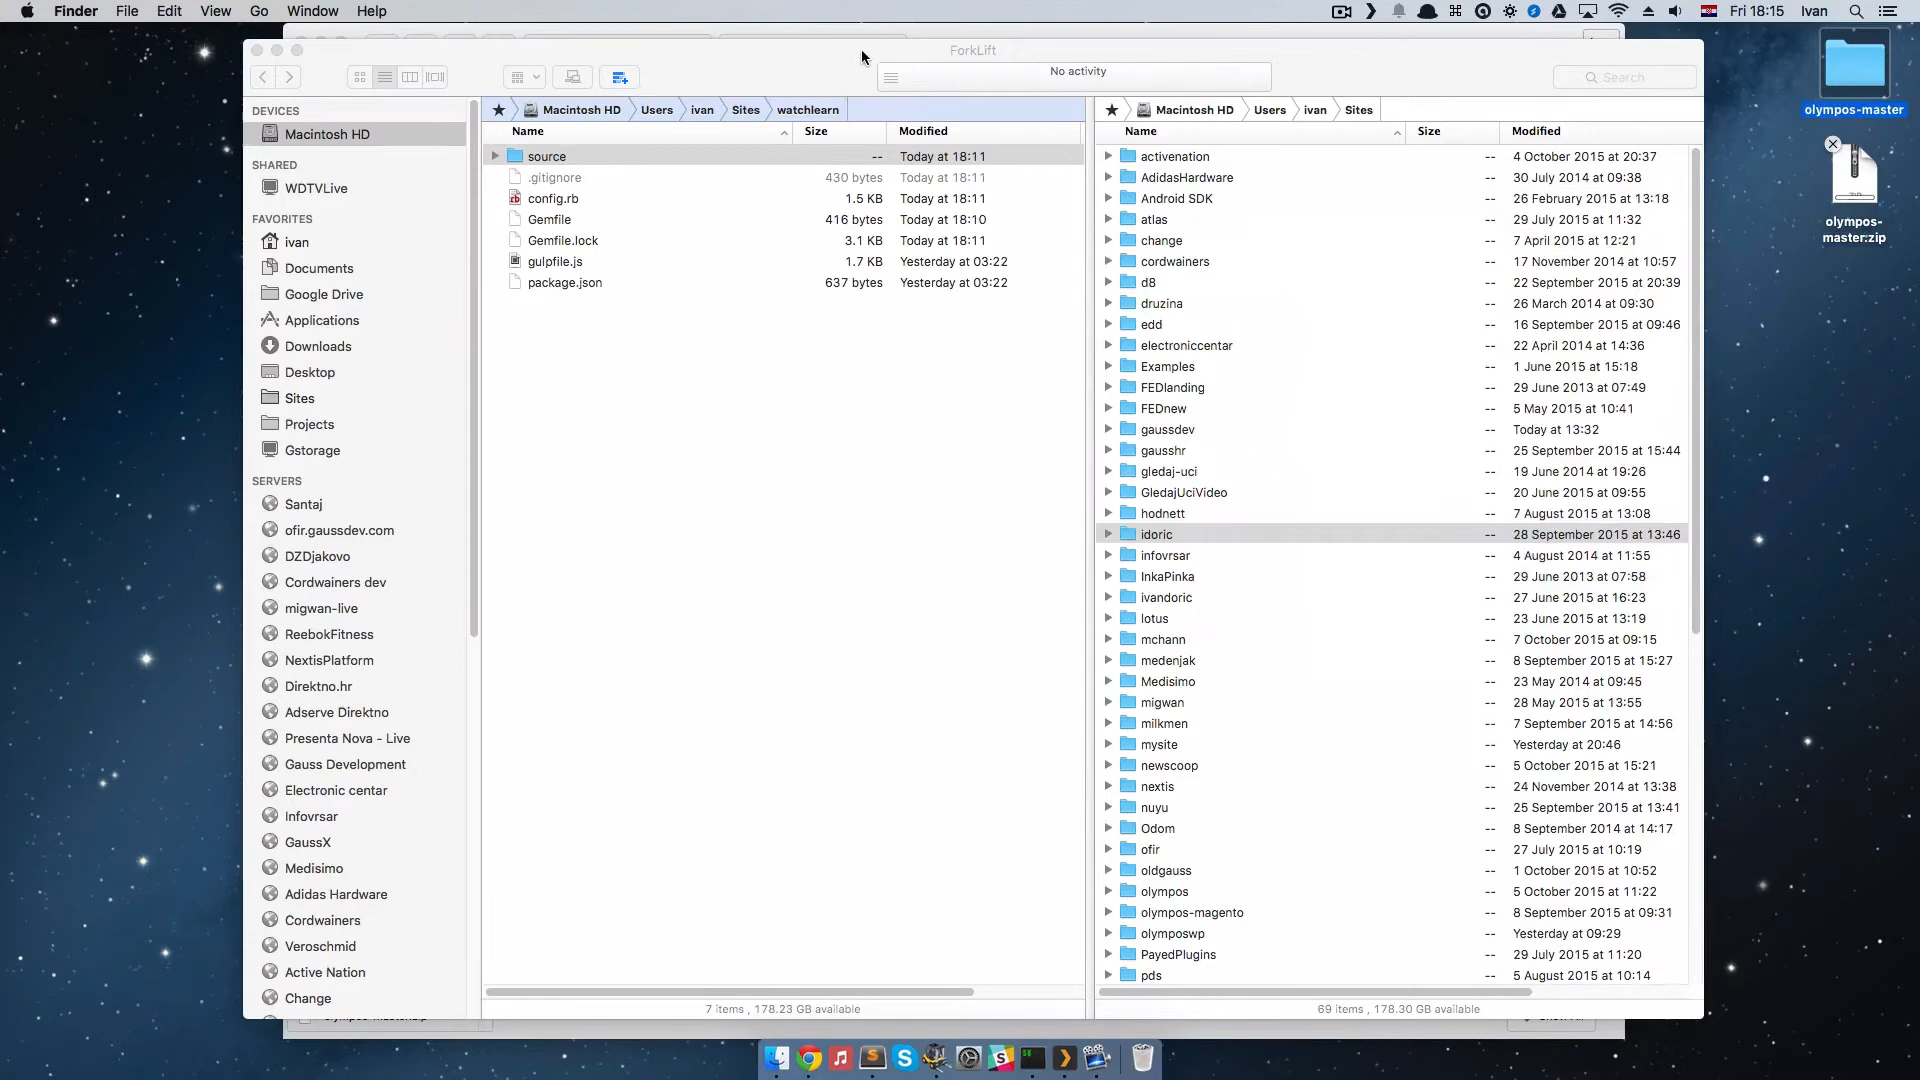 Finder File Edit View Go Window Help
Fri 18:15 Ivan
ForkLift
No activity
Search
olympos-master
olympos-
master.zip
DEVICES
Macintosh HD
SHARED
WDTVLive
FAVORITES
ivan
Documents
Google Drive
Applications
Downloads
Desktop
Sites
Projects
Gstorage
SERVERS
Santaj
ofir.gaussdev.com
DZDjakovo
Cordwainers dev
migwan-live
ReebokFitness
NextisPlatform
Direktno.hr
Adserve Direktno
Presenta Nova - Live
Gauss Development
Electronic centar
Infovrsar
GaussX
Medisimo
Adidas Hardware
Cordwainers
Veroschmid
Active Nation
Change
Macintosh HD Users ivan Sites watchlearn
Name Size Modified
source -- Today at 18:11
.gitignore 430 bytes Today at 18:11
config.rb 1.5 KB Today at 18:11
Gemfile 416 bytes Today at 18:10
Gemfile.lock 3.1 KB Today at 18:11
gulpfile.js 1.7 KB Yesterday at 03:22
package.json 637 bytes Yesterday at 03:22
7 items , 178.23 GB available
Macintosh HD Users ivan Sites
Name Size Modified
activenation -- 4 October 2015 at 20:37
AdidasHardware -- 30 July 2014 at 09:38
Android SDK -- 26 February 2015 at 13:18
atlas -- 29 July 2015 at 11:32
change -- 7 April 2015 at 12:21
cordwainers -- 17 November 2014 at 10:57
d8 -- 22 September 2015 at 20:39
druzina -- 26 March 2014 at 09:30
edd -- 16 September 2015 at 09:46
electroniccentar -- 22 April 2014 at 14:36
Examples -- 1 June 2015 at 15:18
FEDlanding -- 29 June 2013 at 07:49
FEDnew -- 5 May 2015 at 10:41
gaussdev -- Today at 13:32
gausshr -- 25 September 2015 at 15:44
gledaj-uci -- 19 June 2014 at 19:26
GledajUciVideo -- 20 June 2015 at 09:55
hodnett -- 7 August 2015 at 13:08
idoric -- 28 September 2015 at 13:46
infovrsar -- 4 August 2014 at 11:55
InkaPinka -- 29 June 2013 at 07:58
ivandoric -- 27 June 2015 at 16:23
lotus -- 23 June 2015 at 13:19
mchann -- 7 October 2015 at 09:15
medenjak -- 8 September 2015 at 15:27
Medisimo -- 23 May 2014 at 09:45
migwan -- 28 May 2015 at 13:55
milkmen -- 7 September 2015 at 14:56
mysite -- Yesterday at 20:46
newscoop -- 5 October 2015 at 15:21
nextis -- 24 November 2014 at 13:38
nuyu -- 25 September 2015 at 13:41
Odom -- 8 September 2014 at 14:17
ofir -- 27 July 2015 at 10:19
oldgauss -- 1 October 2015 at 10:52
olympos -- 5 October 2015 at 11:22
olympos-magento -- 8 September 2015 at 09:31
olymposwp -- Yesterday at 09:29
PayedPlugins -- 29 July 2015 at 11:20
pds -- 5 August 2015 at 10:14
69 items , 178.30 GB available